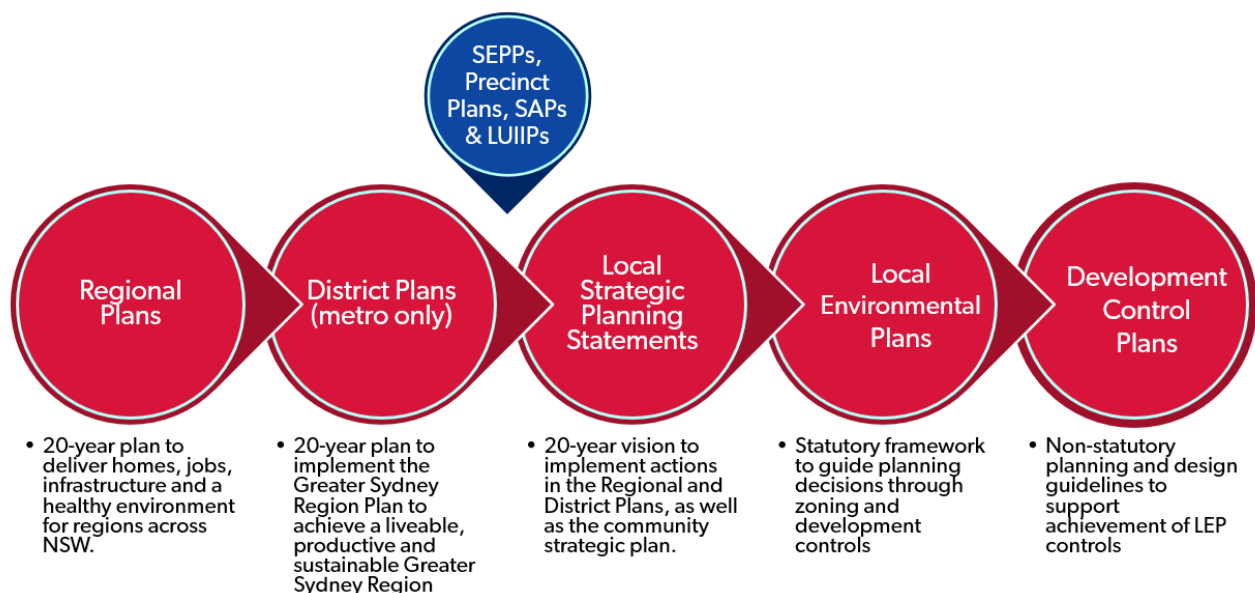 SEPPs,
Precinct
Plans, SAPs
& LUIIPs
Regional
Plans
District Plans
(metro only)
Local
Strategic
Planning
Statements
Local
Environmental
Plans
Development
Control
Plans
• 20-year plan to
deliver homes, jobs,
infrastructure and a
healthy environment
for regions across
NSW.
• 20-year plan to
implement the
Greater Sydney
Region Plan to
achieve a liveable,
productive and
sustainable Greater
Sydney Region
• 20-year vision to
implement actions
in the Regional and
District Plans, as well
as the community
strategic plan.
• Statutory framework
to guide planning
decisions through
zoning and
development
controls
• Non-statutory
planning and design
guidelines to
support
achievement of LEP
controls